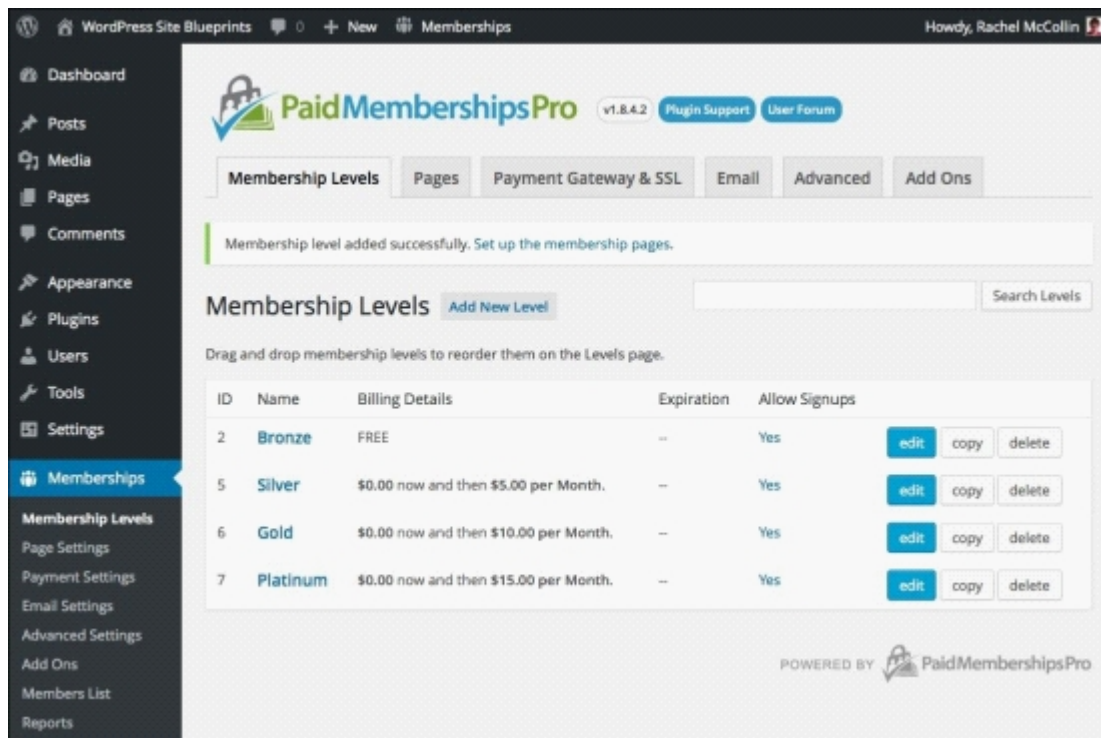 WordPress Site Blueprints 0 + New Memberships Howdy, Rachel McCollin
Dashboard
Posts
Media
Pages
Comments
Appearance
Plugins
Users
Tools
Settings
Memberships
Membership Levels
Page Settings
Payment Settings
Email Settings
Advanced Settings
Add Ons
Members List
Reports
PaidMembershipsPro v1.8.4.2 Plugin Support User Forum
Membership Levels Pages Payment Gateway & SSL Email Advanced Add Ons
Membership level added successfully. Set up the membership pages.
Membership Levels Add New Level Search Levels
Drag and drop membership levels to reorder them on the Levels page.
ID Name Billing Details Expiration Allow Signups
2 Bronze FREE -- Yes edit copy delete
5 Silver $0.00 now and then $5.00 per Month. -- Yes edit copy delete
6 Gold $0.00 now and then $10.00 per Month. -- Yes edit copy delete
7 Platinum $0.00 now and then $15.00 per Month. -- Yes edit copy delete
POWERED BY PaidMembershipsPro